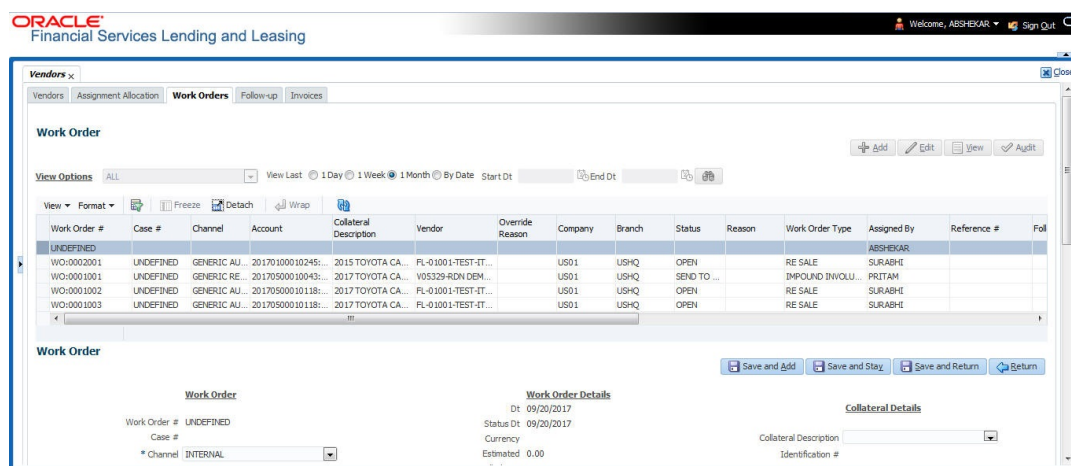 ORACLE
Welcome, ABSHEKAR Sign Out
Financial Services Lending and Leasing
Vendors x Close
Vendors Assignment Allocation Work Orders Follow-up Invoices
Work Order
Add Edit View Audit
View Options ALL View Last 1 Day 1 Week 1 Month By Date Start Dt End Dt
View Format Freeze Detach Wrap
Work Order # Case # Channel Account Collateral Description Vendor Override Reason Company Branch Status Reason Work Order Type Assigned By Reference # Foll
UNDEFINED ABSHEKAR
WO:0002001 UNDEFINED GENERIC AU... 20170100010245:... 2015 TOYOTA CA... FL-01001-TEST-IT... US01 USHQ OPEN RE SALE SURABHI
WO:0001001 UNDEFINED GENERIC RE... 20170500010043:... 2017 TOYOTA CA... V05329-RDN DEM... US01 USHQ SEND TO ... IMPOUND INVOLU... PRITAM
WO:0001002 UNDEFINED GENERIC AU... 20170500010118:... 2017 TOYOTA CA... FL-01001-TEST-IT... US01 USHQ OPEN RE SALE SURABHI
WO:0001003 UNDEFINED GENERIC AU... 20170500010118:... 2017 TOYOTA CA... FL-01001-TEST-IT... US01 USHQ OPEN RE SALE SURABHI
Work Order
Save and Add Save and Stay Save and Return Return
Work Order Work Order Details
Dt 09/20/2017 Collateral Details
Work Order # UNDEFINED Status Dt 09/20/2017
Case # Currency Collateral Description
* Channel INTERNAL Estimated 0.00 Identification #